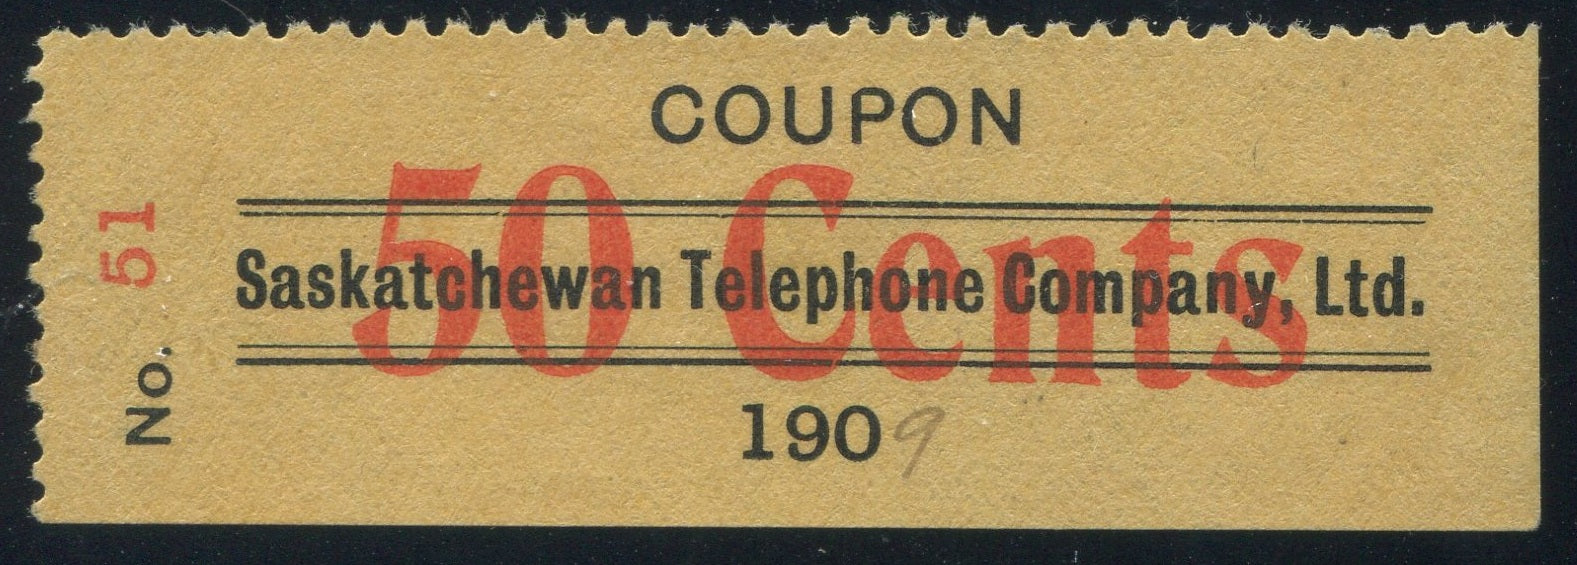 COUPON
50 Cents
Saskatchewan Telephone Company, Ltd.
1909
No. 51